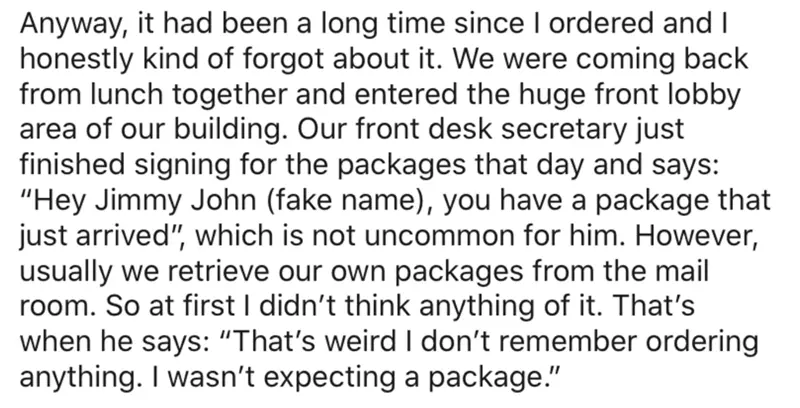 Anyway, it had been a long time since I ordered and I
honestly kind of forgot about it. We were coming back
from lunch together and entered the huge front lobby
area of our building. Our front desk secretary just
finished signing for the packages that day and says:
“Hey Jimmy John (fake name), you have a package that
just arrived”, which is not uncommon for him. However,
usually we retrieve our own packages from the mail
room. So at first I didn’t think anything of it. That’s
when he says: “That’s weird I don’t remember ordering
anything. I wasn’t expecting a package.”